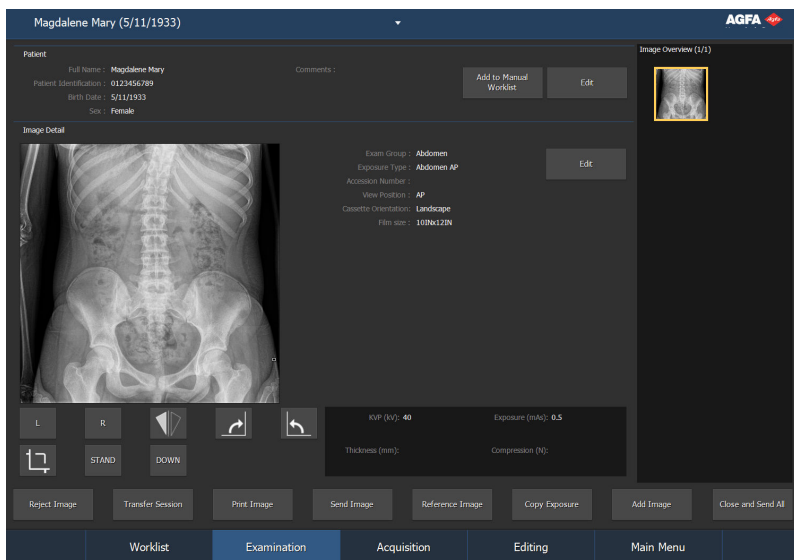 Magdalene Mary (5/11/1933)
AGFA
Patient
Full Name : Magdalene Mary
Comments :
Patient Identification : 0123456789
Birth Date : 5/11/1933
Sex : Female
Add to Manual
Worklist
Edit
Image Overview (1/1)
Image Detail
Exam Group : Abdomen
Exposure Type : Abdomen AP
Accession Number :
View Position : AP
Cassette Orientation: Landscape
Film size : 10INx12IN
Edit
L
R
STAND
DOWN
KVP (kV): 40
Exposure (mAs): 0.5
Thickness (mm):
Compression (N):
Reject Image
Transfer Session
Print Image
Send Image
Reference Image
Copy Exposure
Add Image
Close and Send All
Worklist
Examination
Acquisition
Editing
Main Menu